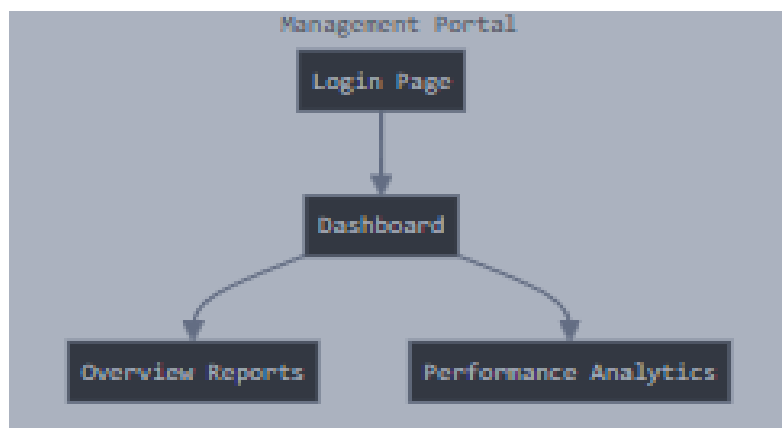 Management Portal
Login Page
Dashboard
Overview Reports
Performance Analytics